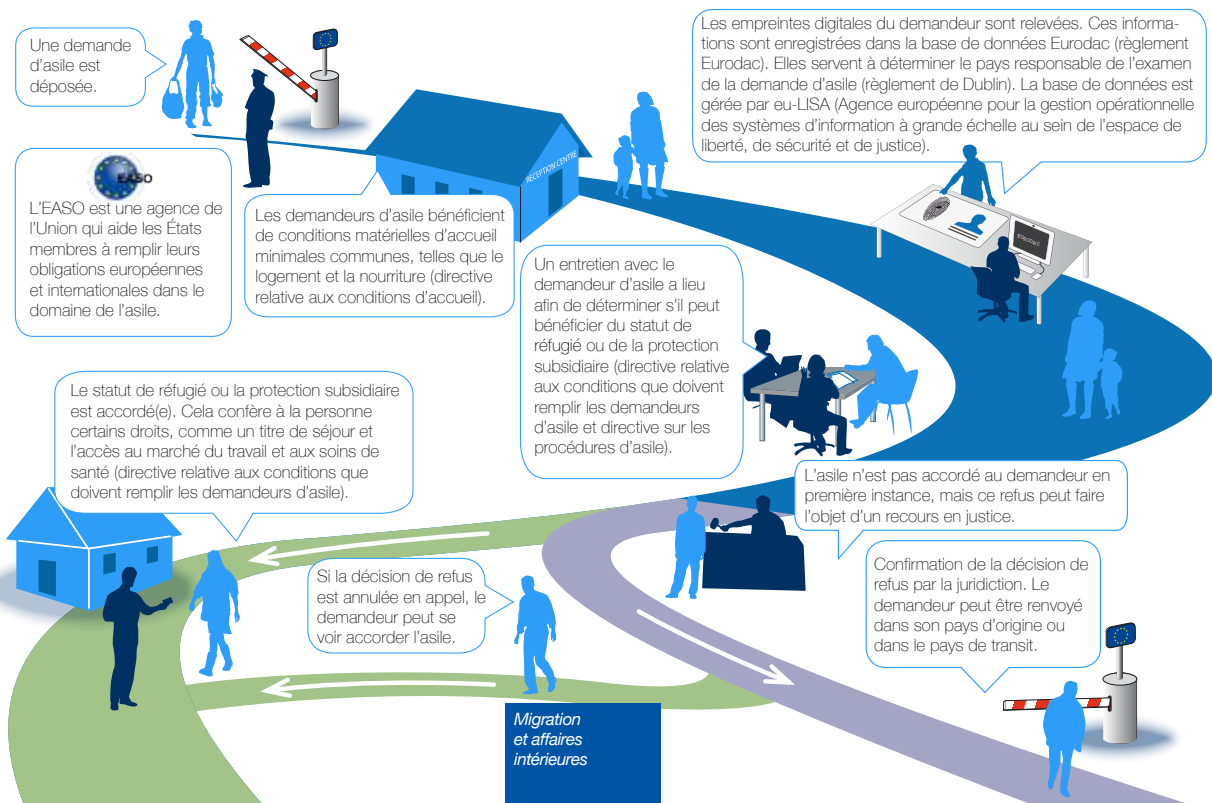 Une demande
d'asile est
déposée.
Les empreintes digitales du demandeur sont relevées. Ces informa-
tions sont enregistrées dans la base de données Eurodac (règlement
Eurodac). Elles servent à déterminer le pays responsable de l'examen
de la demande d'asile (règlement de Dublin). La base de données est
gérée par eu-LISA (Agence européenne pour la gestion opérationnelle
des systèmes d'information à grande échelle au sein de l'espace de
liberté, de sécurité et de justice).
RECEPTION CENTRE
EASO
L'EASO est une agence de
l'Union qui aide les États
membres à remplir leurs
obligations européennes
et internationales dans le
domaine de l'asile.
Les demandeurs d'asile bénéficient
de conditions matérielles d'accueil
minimales communes, telles que le
logement et la nourriture (directive
relative aux conditions d'accueil).
EURODAC
Un entretien avec le
demandeur d'asile a lieu
afin de déterminer s'il peut
bénéficier du statut de
réfugié ou de la protection
subsidiaire (directive relative
aux conditions que doivent
remplir les demandeurs
d'asile et directive sur les
procédures d'asile).
Le statut de réfugié ou la protection subsidiaire
est accordé(e). Cela confère à la personne
certains droits, comme un titre de séjour et
l'accès au marché du travail et aux soins de
santé (directive relative aux conditions que
doivent remplir les demandeurs d'asile).
L'asile n'est pas accordé au demandeur en
première instance, mais ce refus peut faire
l'objet d'un recours en justice.
Si la décision de refus
est annulée en appel, le
demandeur peut se
voir accorder l'asile.
Confirmation de la décision de
refus par la juridiction. Le
demandeur peut être renvoyé
dans son pays d'origine ou
dans le pays de transit.
Migration
et affaires
intérieures